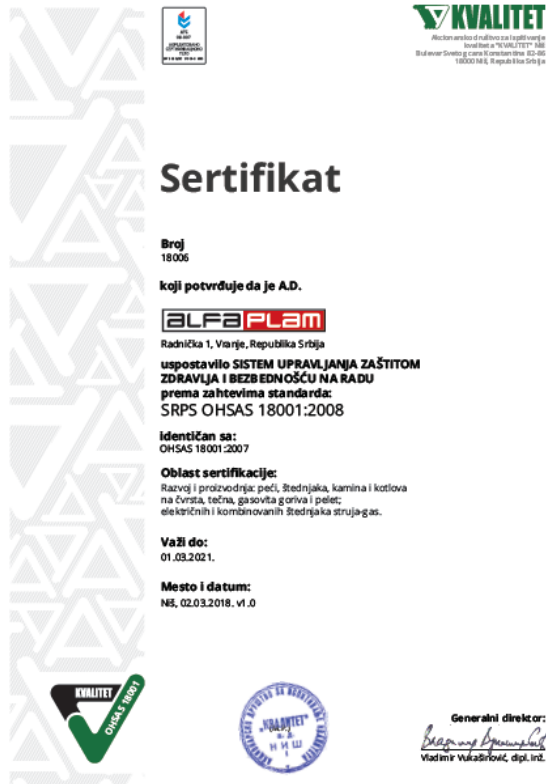 KVALITET
Akcionarsko društvo za ispitivanje
kvaliteta "KVALITET" Niš
Bulevar Svetog cara Konstantina 82-86
18000 Niš, Republika Srbija
Sertifikat
Broj
18006
koji potvrđuje da je A.D.
ALFA PLAM
Radnička 1, Vranje, Republika Srbija
uspostavilo SISTEM UPRAVLJANJA ZAŠTITOM
ZDRAVLJA I BEZBEDNOŠĆU NA RADU
prema zahtevima standarda:
SRPS OHSAS 18001:2008
Identičan sa:
OHSAS 18001:2007
Oblast sertifikacije:
Razvoj i proizvodnja: peći, štednjaka, kamina i kotlova
na čvrsta, tečna, gasovita goriva i pelet;
električnih i kombinovanih štednjaka struja-gas.
Važi do:
01.03.2021.
Mesto i datum:
Niš, 02.03.2018. v1.0
KVALITET
OHSAS 18001
"КВАЛИТЕТ"
(M.P.)
НИШ
Generalni direktor:
Vladimir Vukašinović, dipl. inž.